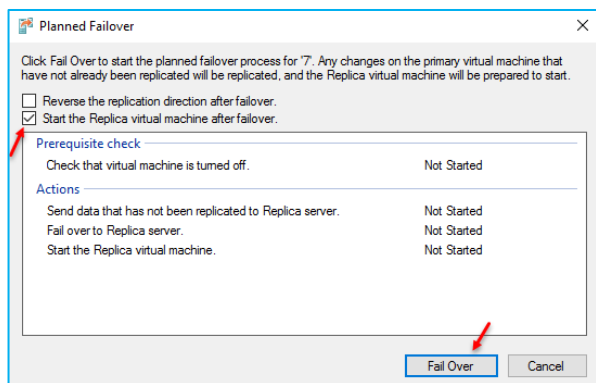 Planned Failover
Click Fail Over to start the planned failover process for '7'. Any changes on the primary virtual machine that
have not already been replicated will be replicated, and the Replica virtual machine will be prepared to start.
Reverse the replication direction after failover.
Start the Replica virtual machine after failover.
Prerequisite check
Check that virtual machine is turned off. Not Started
Actions
Send data that has not been replicated to Replica server. Not Started
Fail over to Replica server. Not Started
Start the Replica virtual machine. Not Started
Fail Over Cancel